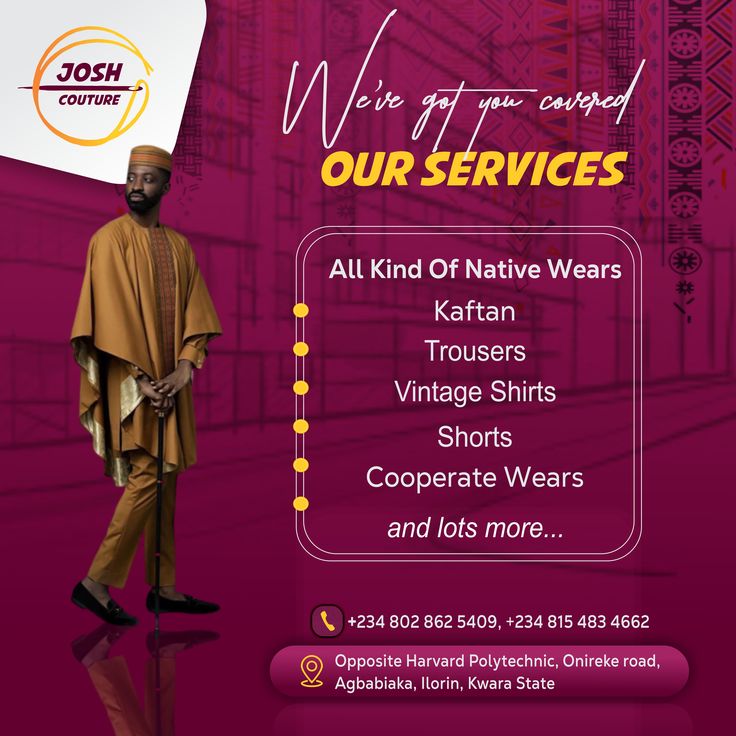 JOSH
COUTURE
We've got you covered
OUR SERVICES
All Kind Of Native Wears
Kaftan
Trousers
Vintage Shirts
Shorts
Cooperate Wears
and lots more...
+234 802 862 5409, +234 815 483 4662
Opposite Harvard Polytechnic, Onireke road,
Agbabiaka, Ilorin, Kwara State